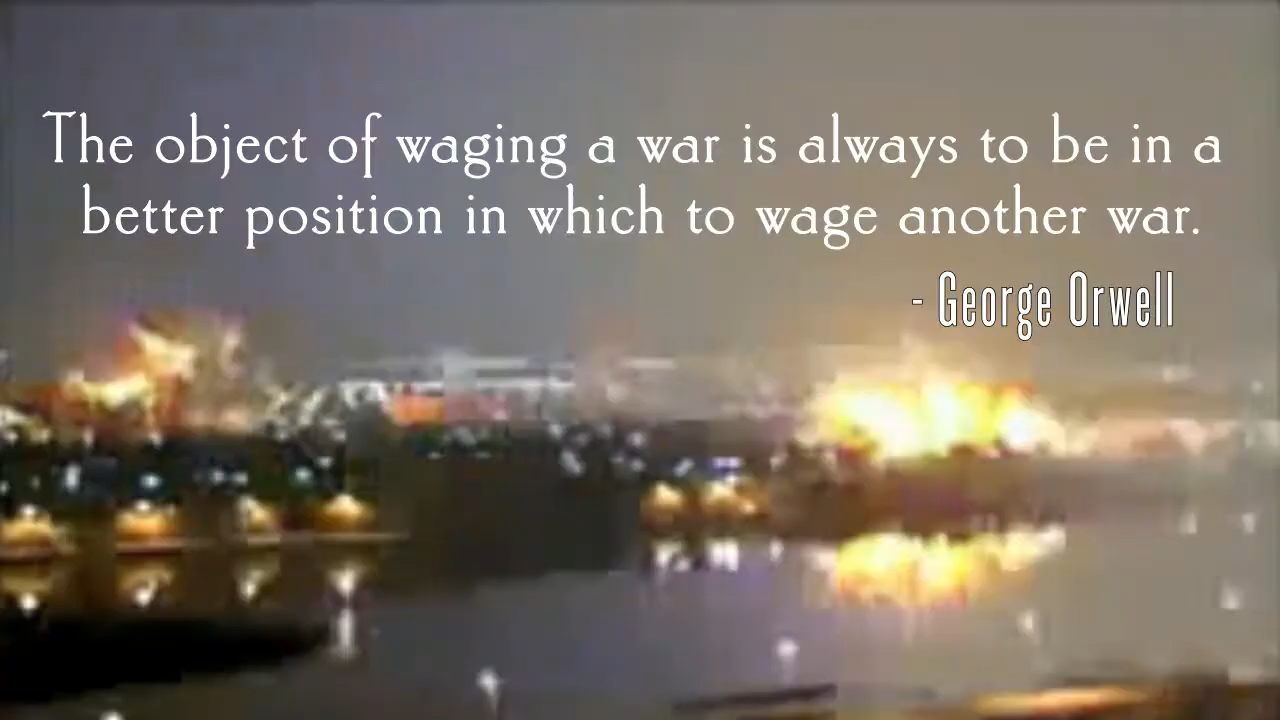 The object of waging a war is always to be in a
better position in which to wage another war.
- George Orwell